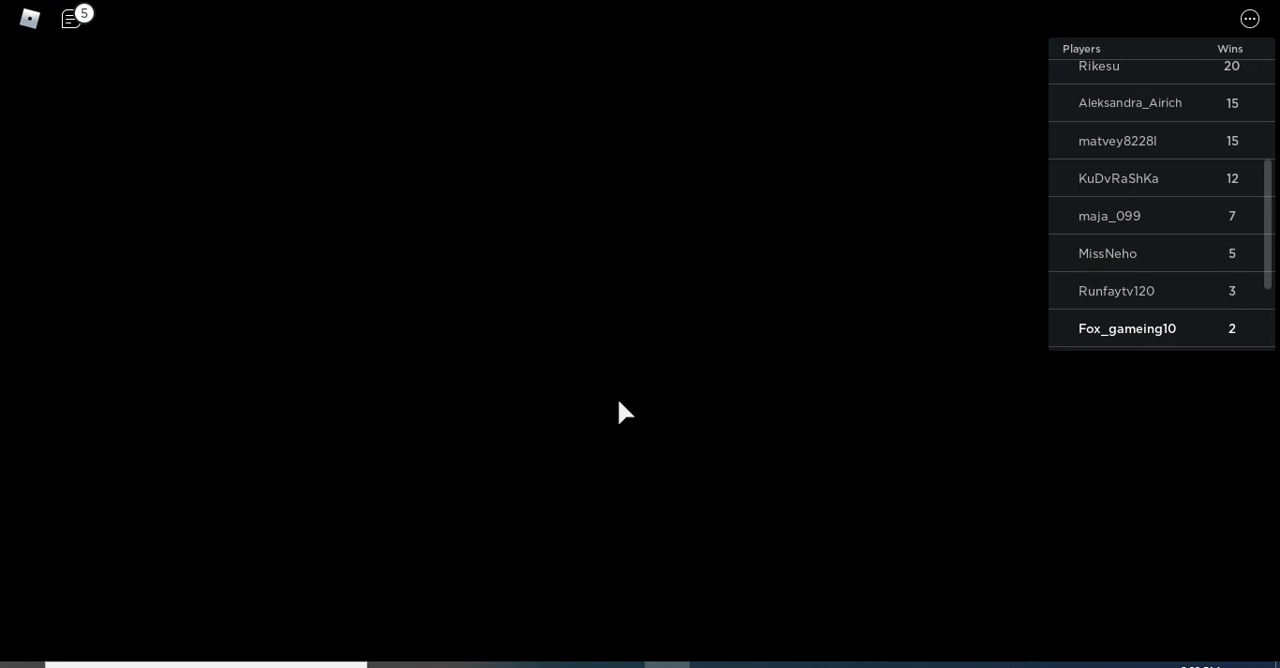 5
Players Wins
Rikesu 20
Aleksandra_Airich 15
matvey8228l 15
KuDvRaShKa 12
maja_099 7
MissNeho 5
Runfaytv120 3
Fox_gameing10 2